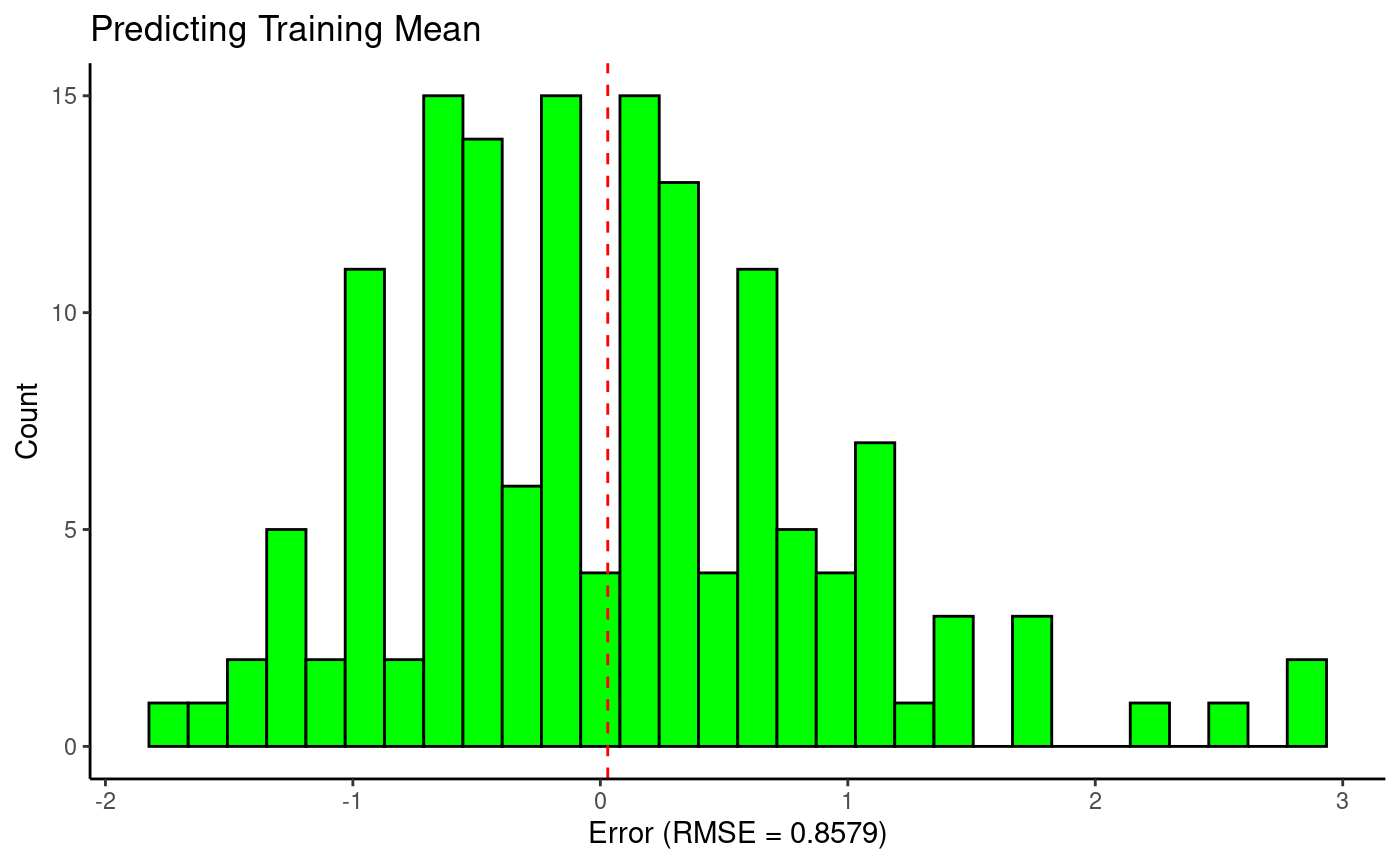 Predicting Training Mean
15
10
5
0
Count
-2 -1 0 1 2 3
Error (RMSE = 0.8579)